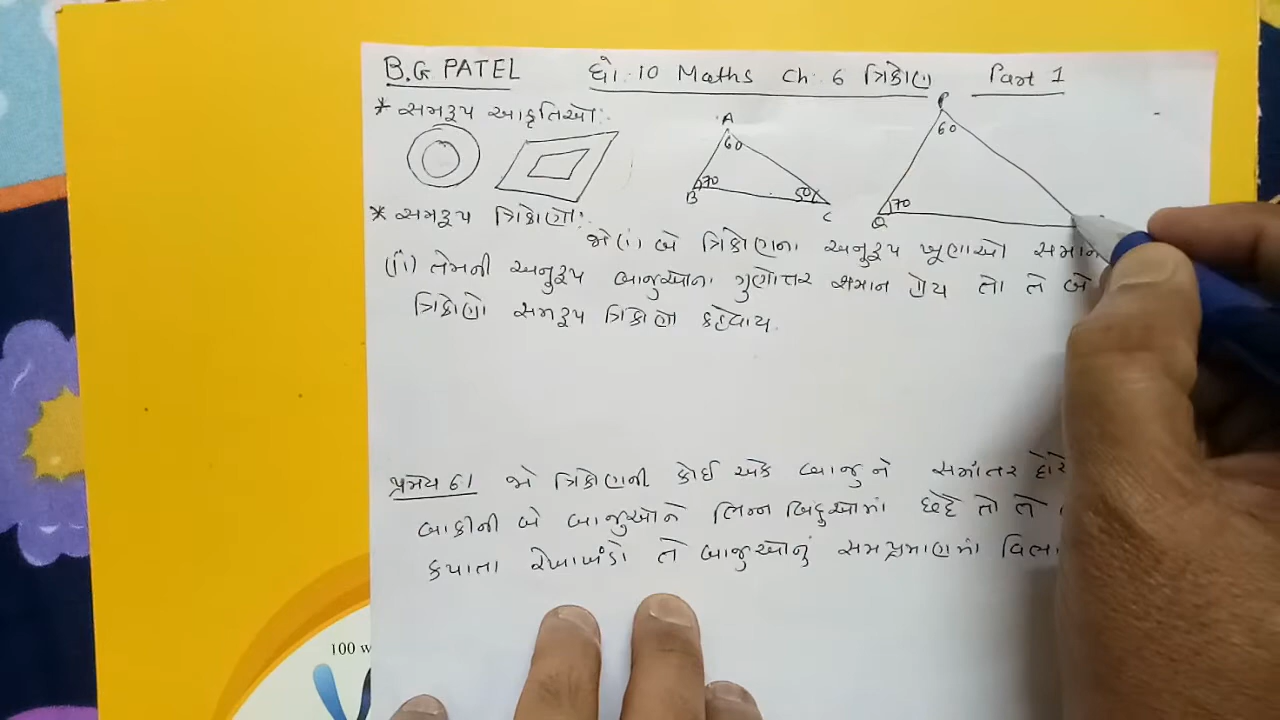 B.G PATEL ધો. 10 Maths Ch. 6 ત્રિકોણ Part 1
* સમરૂપ આકૃતિઓ:
A 60 B 70 50 C
P 60 Q 70
* સમરૂપ ત્રિકોણો:
જો (i) બે ત્રિકોણના અનુરૂપ ખૂણાઓ સમાન
(ii) તેમની અનુરૂપ બાજુઓના ગુણોત્તર સમાન હોય તો તે બે
ત્રિકોણો સમરૂપ ત્રિકોણો કહેવાય.
પ્રમેય 6.1 જો ત્રિકોણની કોઈ એક બાજુને સમાંતર દોરે
બાકીની બે બાજુઓને ભિન્ન બિંદુઓમાં છેદે તો તે
કપાતા રેખાખંડો તે બાજુઓનું સમપ્રમાણમાં વિભા
100 w